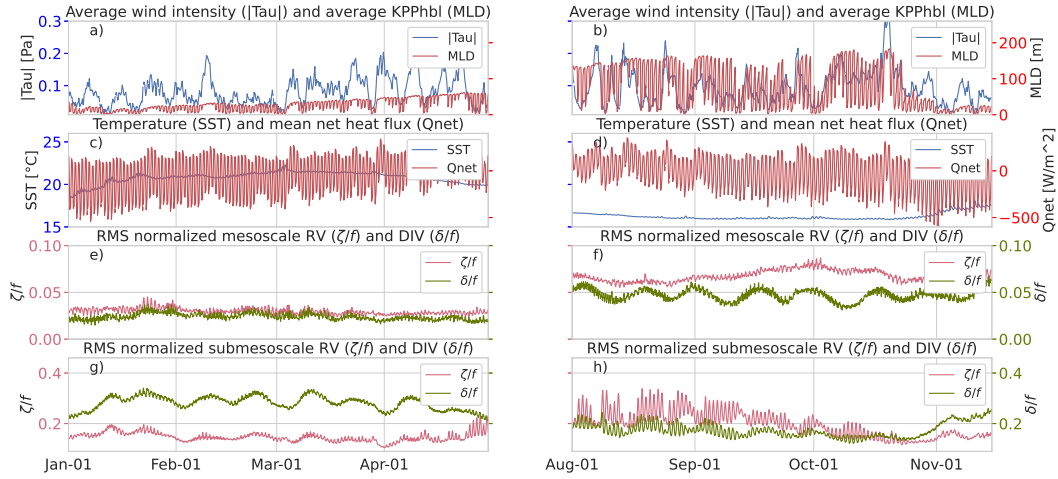 Average wind intensity (|Tau|) and average KPPhbl (MLD)
a)
0.3
0.2
0.1
|Tau| [Pa]
|Tau|
MLD
Temperature (SST) and mean net heat flux (Qnet)
c)
25
20
15
SST [°C]
SST
Qnet
RMS normalized mesoscale RV (ζ/f) and DIV (δ/f)
e)
0.10
0.05
0.00
ζ/f
ζ/f
δ/f
RMS normalized submesoscale RV (ζ/f) and DIV (δ/f)
g)
0.4
0.2
ζ/f
ζ/f
δ/f
Jan-01 Feb-01 Mar-01 Apr-01
Average wind intensity (|Tau|) and average KPPhbl (MLD)
b)
|Tau|
MLD
200
100
0
MLD [m]
Temperature (SST) and mean net heat flux (Qnet)
d)
SST
Qnet
0
−500
Qnet [W/m^2]
RMS normalized mesoscale RV (ζ/f) and DIV (δ/f)
f)
ζ/f
δ/f
0.10
0.05
0.00
δ/f
RMS normalized submesoscale RV (ζ/f) and DIV (δ/f)
h)
ζ/f
δ/f
0.4
0.2
δ/f
Aug-01 Sep-01 Oct-01 Nov-01